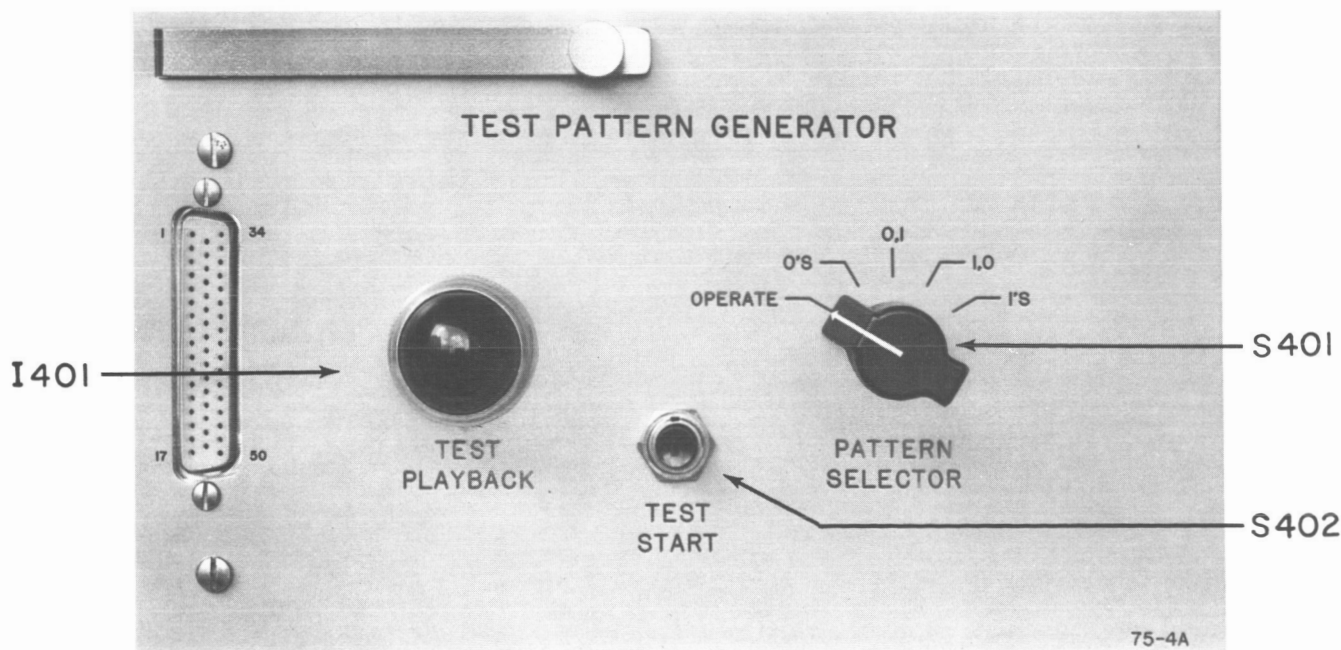 TEST PATTERN GENERATOR
1
34
17
50
I401
TEST
PLAYBACK
TEST
START
OPERATE
O'S
0,1
1,0
1'S
PATTERN
SELECTOR
S401
S402
75-4A